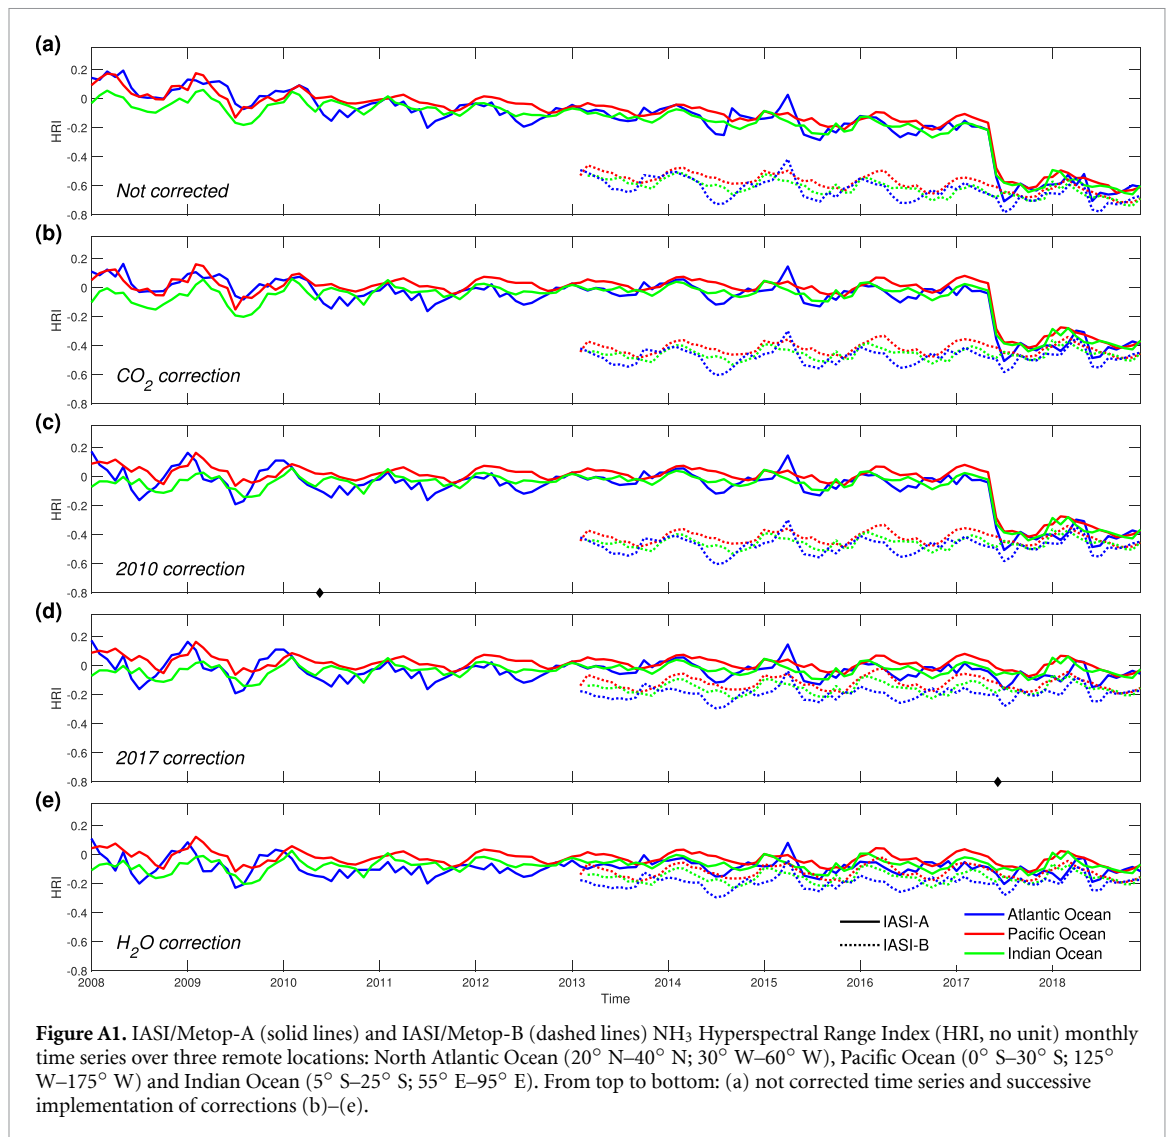 (a)
0.2
0
-0.2
-0.4
-0.6
-0.8
HRI
Not corrected
(b)
0.2
0
-0.2
-0.4
-0.6
-0.8
HRI
CO2 correction
(c)
0.2
0
-0.2
-0.4
-0.6
-0.8
HRI
2010 correction
(d)
0.2
0
-0.2
-0.4
-0.6
-0.8
HRI
2017 correction
(e)
0.2
0
-0.2
-0.4
-0.6
-0.8
HRI
H2O correction
IASI-A
IASI-B
Atlantic Ocean
Pacific Ocean
Indian Ocean
2008 2009 2010 2011 2012 2013 2014 2015 2016 2017 2018
Time
Figure A1. IASI/Metop-A (solid lines) and IASI/Metop-B (dashed lines) NH3 Hyperspectral Range Index (HRI, no unit) monthly
time series over three remote locations: North Atlantic Ocean (20° N–40° N; 30° W–60° W), Pacific Ocean (0° S–30° S; 125°
W–175° W) and Indian Ocean (5° S–25° S; 55° E–95° E). From top to bottom: (a) not corrected time series and successive
implementation of corrections (b)–(e).